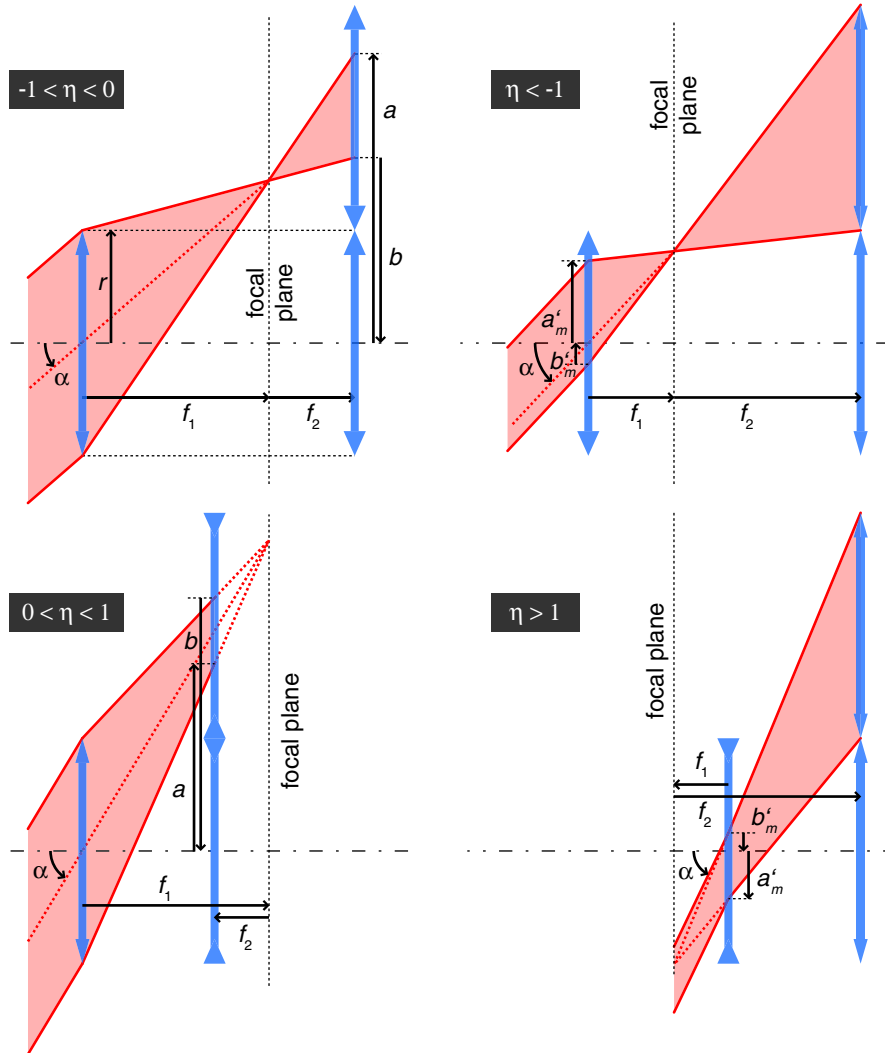 -1 < η < 0
a
b
r
focal
plane
α
f1
f2
η < -1
focal
plane
a'm
b'm
α
f1
f2
0 < η < 1
b
a
focal plane
α
f1
f2
η > 1
focal plane
f1
f2
b'm
α
a'm